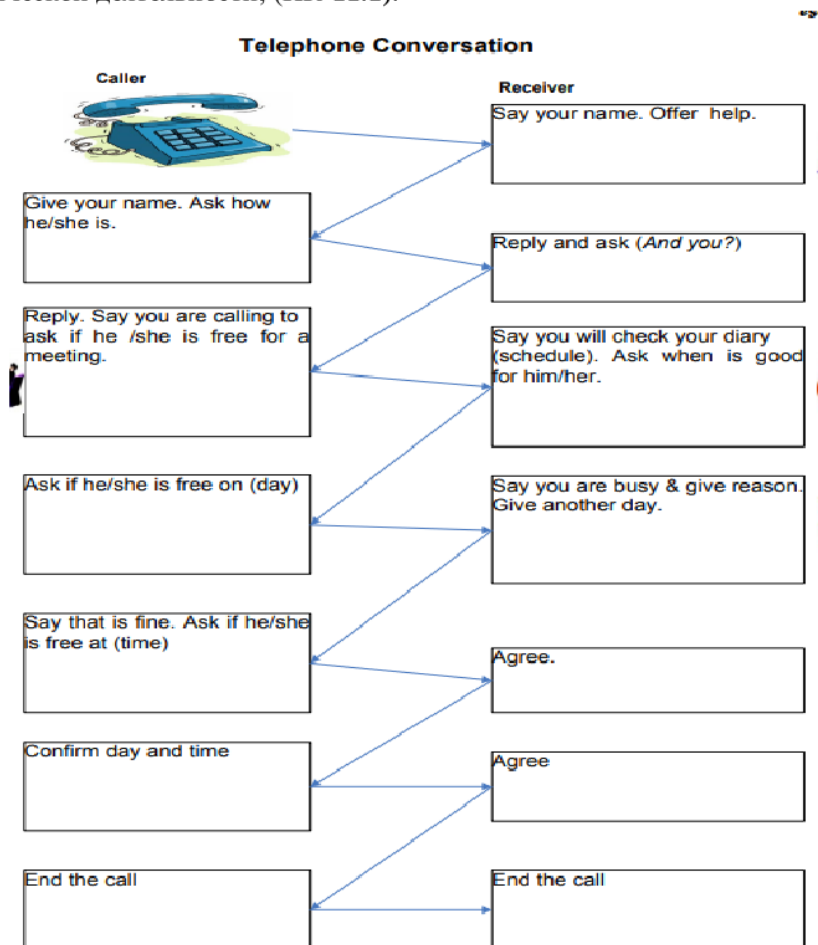 Telephone Conversation
Caller
Receiver
Say your name. Offer help.
Give your name. Ask how
he/she is.
Reply and ask (And you?)
Reply. Say you are calling to
ask if he /she is free for a
meeting.
Say you will check your diary
(schedule). Ask when is good
for him/her.
Ask if he/she is free on (day)
Say you are busy & give reason.
Give another day.
Say that is fine. Ask if he/she
is free at (time)
Agree.
Confirm day and time
Agree
End the call
End the call